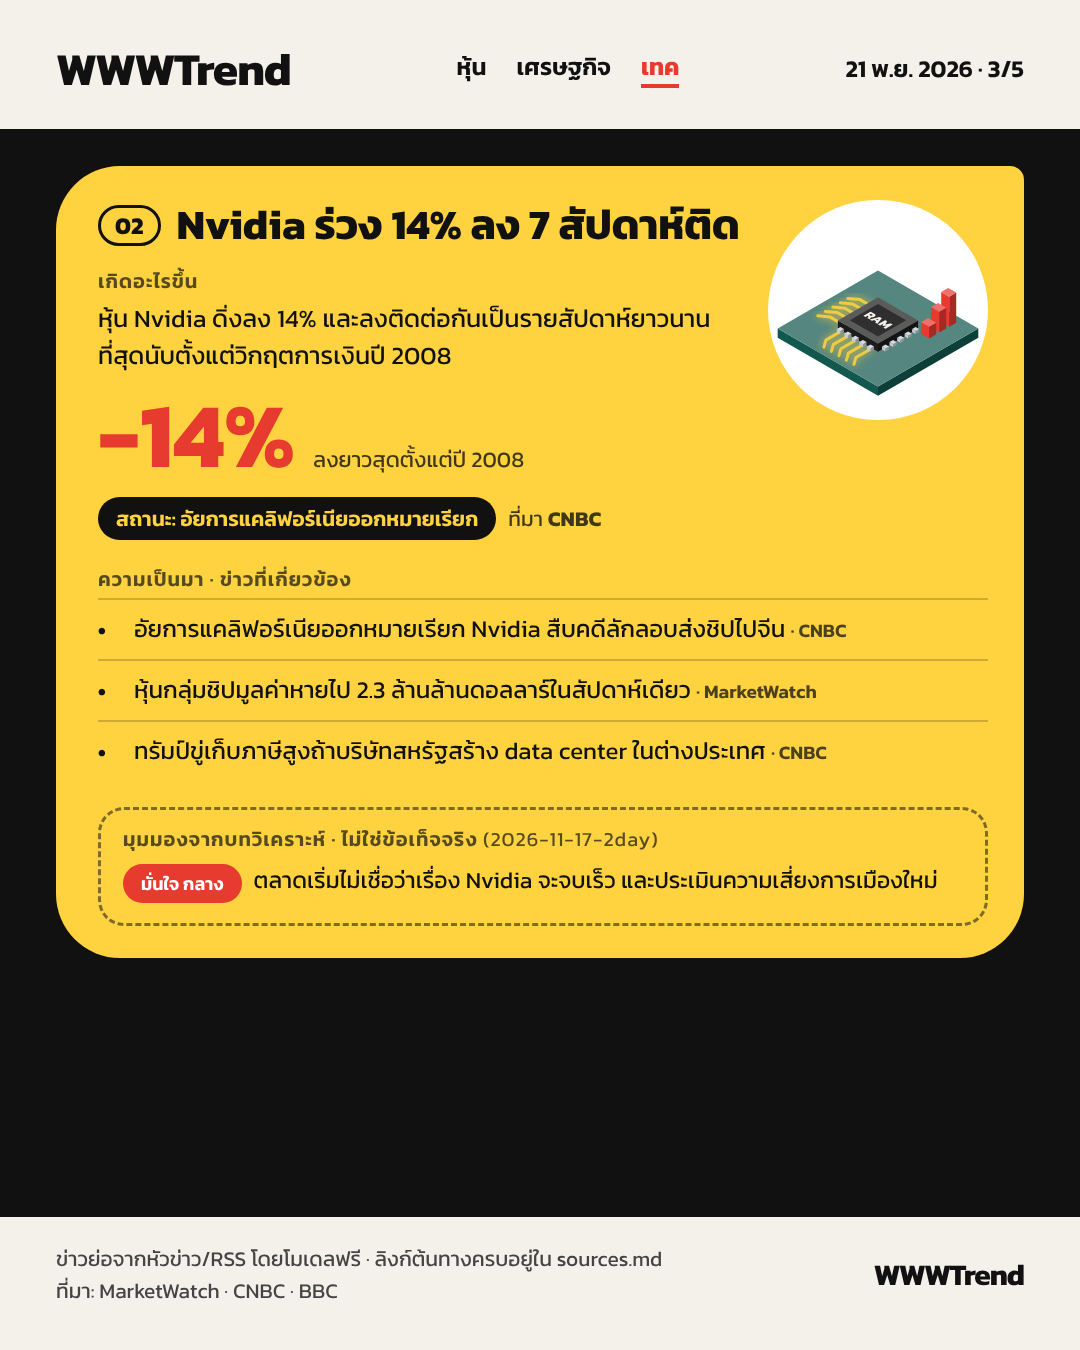 WWWTrend
หุ้น เศรษฐกิจ เทค
21 พ.ย. 2026 · 3/5
02 Nvidia ร่วง 14% ลง 7 สัปดาห์ติด
เกิดอะไรขึ้น
หุ้น Nvidia ดิ่งลง 14% และลงติดต่อกันเป็นรายสัปดาห์ยาวนาน
ที่สุดนับตั้งแต่วิกฤตการเงินปี 2008
RAM
-14% ลงยาวสุดตั้งแต่ปี 2008
สถานะ: อัยการแคลิฟอร์เนียออกหมายเรียก ที่มา CNBC
ความเป็นมา · ข่าวที่เกี่ยวข้อง
• อัยการแคลิฟอร์เนียออกหมายเรียก Nvidia สืบคดีลักลอบส่งชิปไปจีน · CNBC
• หุ้นกลุ่มชิปมูลค่าหายไป 2.3 ล้านล้านดอลลาร์ในสัปดาห์เดียว · MarketWatch
• ทรัมป์ขู่เก็บภาษีสูงถ้าบริษัทสหรัฐสร้าง data center ในต่างประเทศ · CNBC
มุมมองจากบทวิเคราะห์ · ไม่ใช่ข้อเท็จจริง (2026-11-17-2day)
มั่นใจ กลาง ตลาดเริ่มไม่เชื่อว่าเรื่อง Nvidia จะจบเร็ว และประเมินความเสี่ยงการเมืองใหม่
ข่าวย่อจากหัวข่าว/RSS โดยโมเดลฟรี · ลิงก์ต้นทางครบอยู่ใน sources.md
ที่มา: MarketWatch · CNBC · BBC
WWWTrend